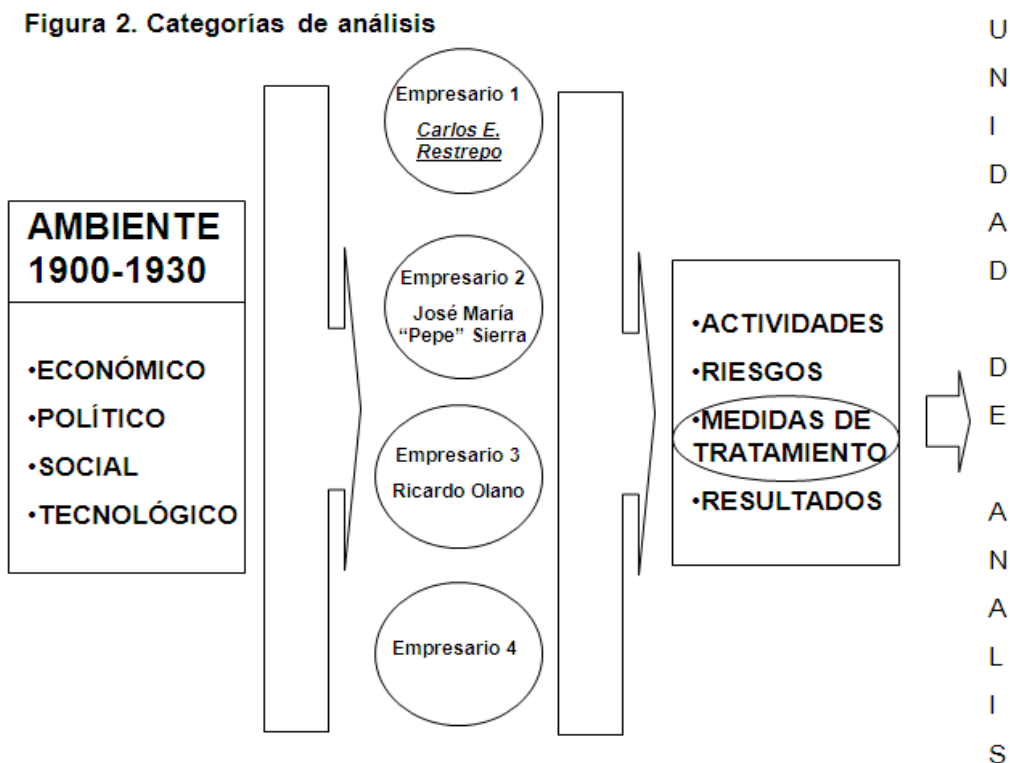 Figura 2. Categorías de análisis
AMBIENTE
1900-1930
•ECONÓMICO
•POLÍTICO
•SOCIAL
•TECNOLÓGICO
Empresario 1
Carlos E.
Restrepo
Empresario 2
José María
“Pepe” Sierra
Empresario 3
Ricardo Olano
Empresario 4
•ACTIVIDADES
•RIESGOS
•MEDIDAS DE
TRATAMIENTO
•RESULTADOS
U
N
I
D
A
D
D
E
A
N
A
L
I
S